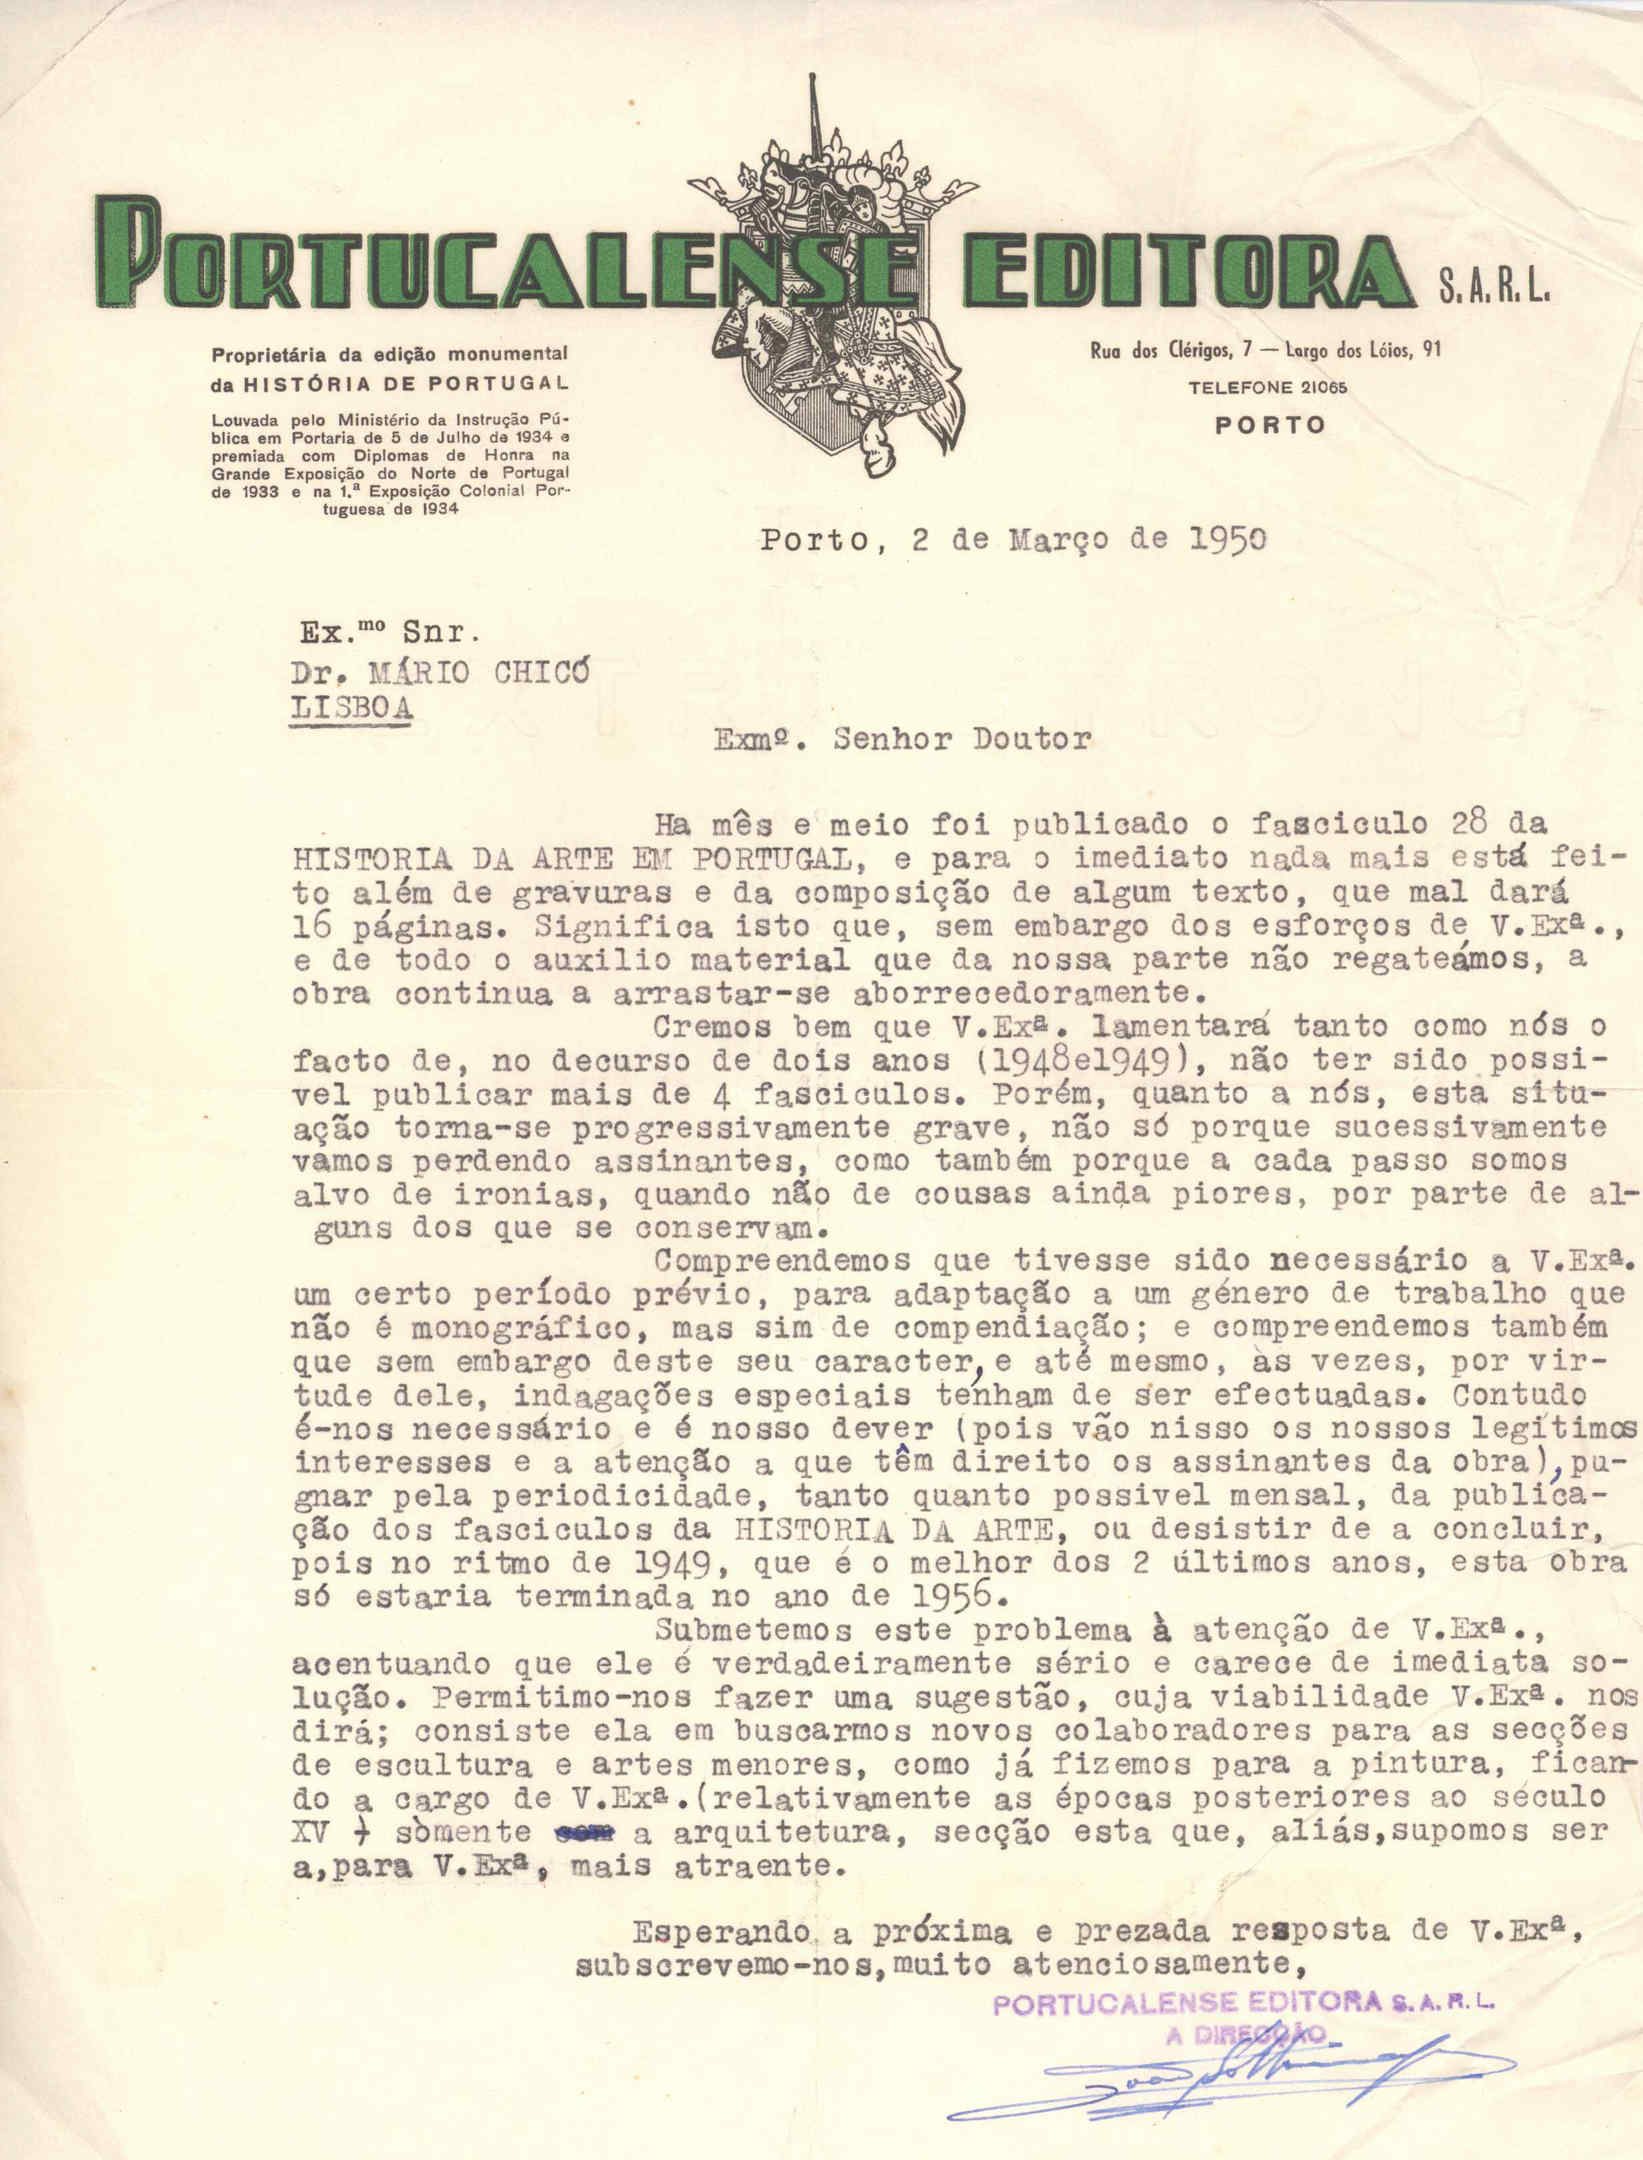 PORTUCALENSE EDITORA S.A.R.L.
Proprietária da edição monumental
da HISTÓRIA DE PORTUGAL
Louvada pelo Ministério da Instrução Pú-
blica em Portaria de 5 de Julho de 1934 e
premiada com Diplomas de Honra na
Grande Exposição do Norte de Portugal
de 1933 e na 1.ª Exposição Colonial Por-
tuguesa de 1934
Rua dos Clérigos, 7 — Largo dos Lóios, 91
TELEFONE 21065
PORTO
Porto, 2 de Março de 1950
Ex.mo Snr.
Dr. MÁRIO CHICÓ
LISBOA
Exmº. Senhor Doutor
Ha mês e meio foi publicado o fasciculo 28 da
HISTORIA DA ARTE EM PORTUGAL, e para o imediato nada mais está fei-
to além de gravuras e da composição de algum texto, que mal dará
16 páginas. Significa isto que, sem embargo dos esforços de V.Exª.,
e de todo o auxilio material que da nossa parte não regateámos, a
obra continua a arrastar-se aborrecedoramente.
Cremos bem que V.Exª. lamentará tanto como nós o
facto de, no decurso de dois anos (1948e1949), não ter sido possi-
vel publicar mais de 4 fasciculos. Porém, quanto a nós, esta situ-
ação torna-se progressivamente grave, não só porque sucessivamente
vamos perdendo assinantes, como também porque a cada passo somos
alvo de ironias, quando não de cousas ainda piores, por parte de al-
guns dos que se conservam.
Compreendemos que tivesse sido necessário a V.Exª.
um certo período prévio, para adaptação a um género de trabalho que
não é monográfico, mas sim de compendiação; e compreendemos também
que sem embargo deste seu caracter, e até mesmo, às vezes, por vir-
tude dele, indagações especiais tenham de ser efectuadas. Contudo
é-nos necessário e é nosso dever (pois vão nisso os nossos legítimos
interesses e a atenção a que têm direito os assinantes da obra), pu-
gnar pela periodicidade, tanto quanto possivel mensal, da publica-
ção dos fasciculos da HISTORIA DA ARTE, ou desistir de a concluir,
pois no ritmo de 1949, que é o melhor dos 2 últimos anos, esta obra
só estaria terminada no ano de 1956.
Submetemos este problema à atenção de V.Exª.,
acentuando que ele é verdadeiramente sério e carece de imediata so-
lução. Permitimo-nos fazer uma sugestão, cuja viabilidade V.Exª. nos
dirá; consiste ela em buscarmos novos colaboradores para as secções
de escultura e artes menores, como já fizemos para a pintura, fican-
do a cargo de V.Exª.(relativamente as épocas posteriores ao século
XV ) sòmente a arquitetura, secção esta que, aliás, supomos ser
a, para V.Exª, mais atraente.
Esperando a próxima e prezada resposta de V.Exª,
subscrevemo-nos, muito atenciosamente,
PORTUCALENSE EDITORA S.A.R.L.
A DIRECÇÃO